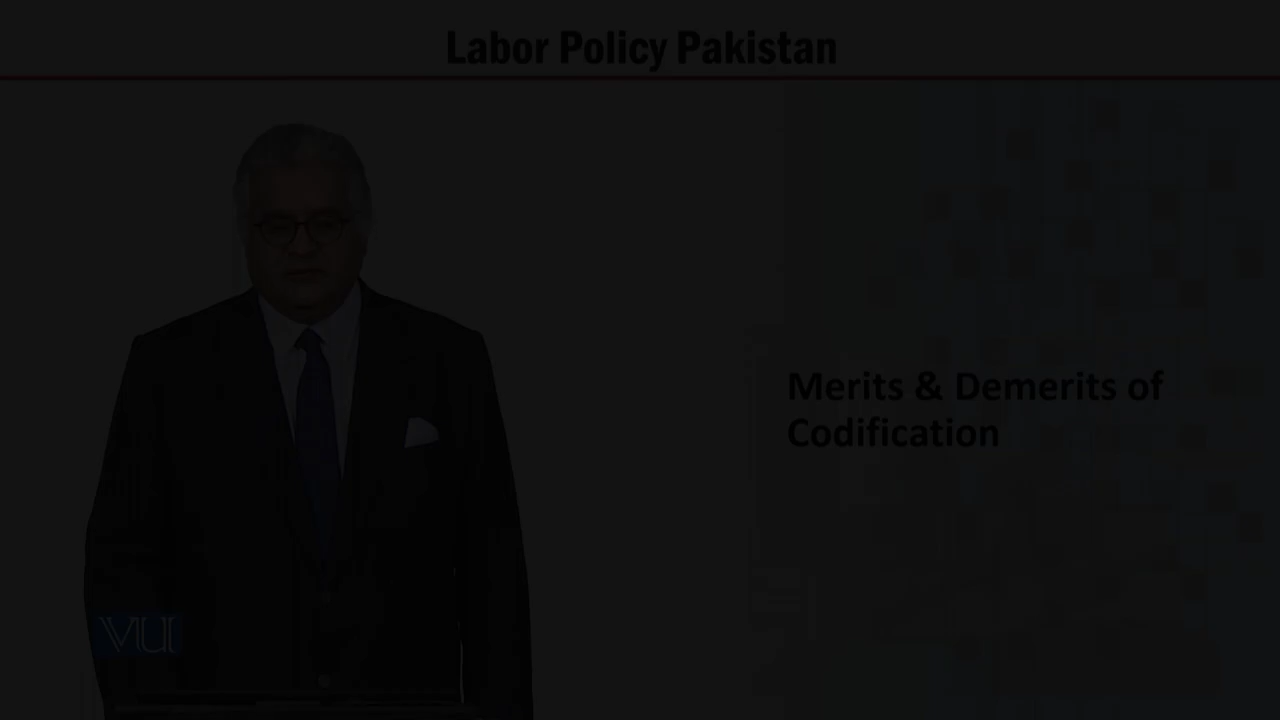 Labor Policy Pakistan
Merits & Demerits of
Codification
VU